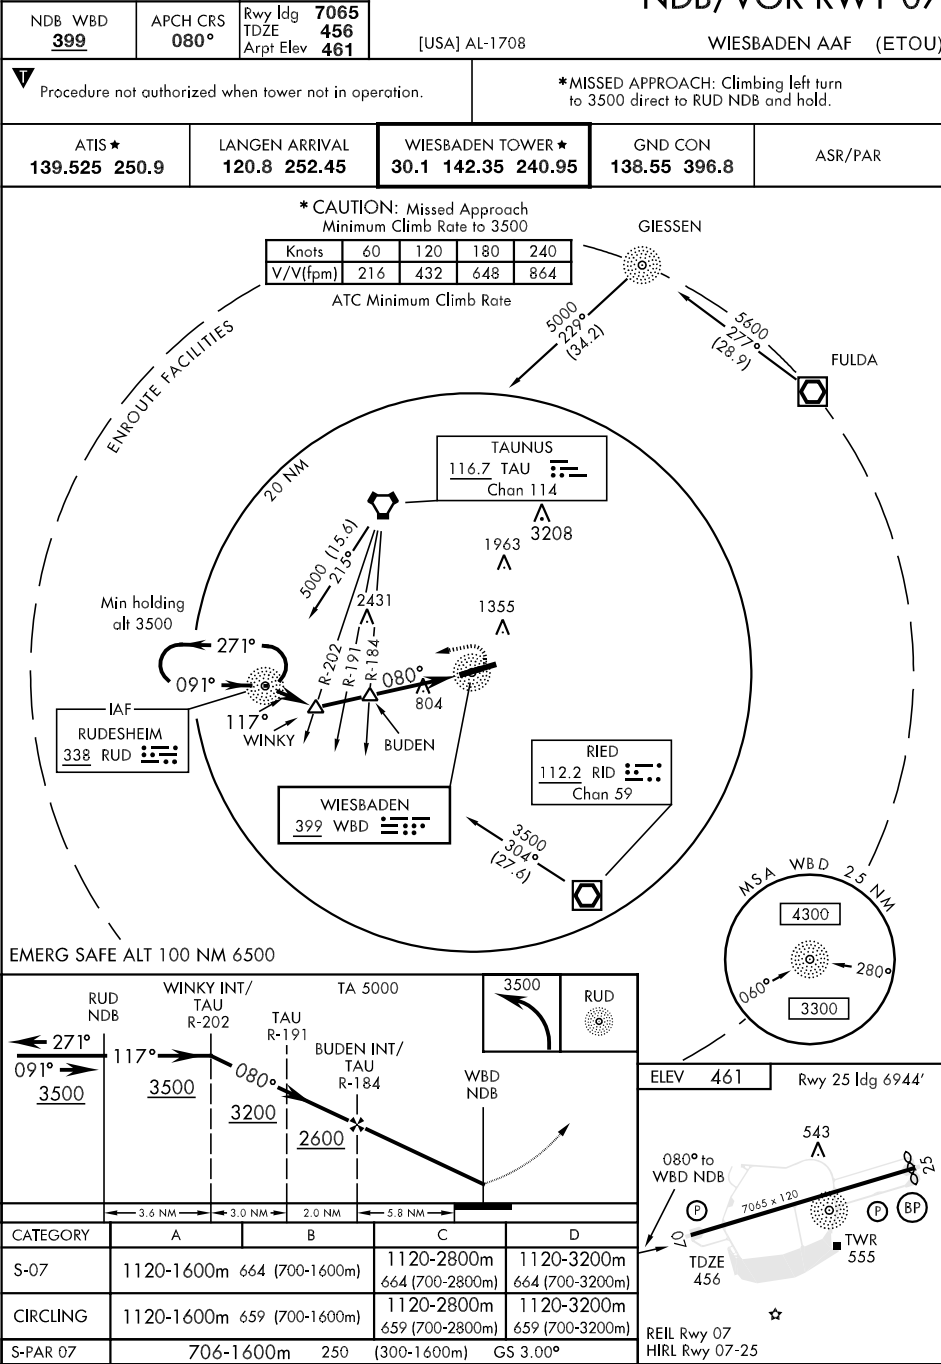 NDB/VOR RWY 07
NDB WBD
399
APCH CRS
080°
Rwy ldg 7065
TDZE 456
Arpt Elev 461
[USA] AL-1708
WIESBADEN AAF (ETOU)
T
Procedure not authorized when tower not in operation.
*MISSED APPROACH: Climbing left turn
to 3500 direct to RUD NDB and hold.
ATIS★
139.525 250.9
LANGEN ARRIVAL
120.8 252.45
WIESBADEN TOWER★
30.1 142.35 240.95
GND CON
138.55 396.8
ASR/PAR
* CAUTION: Missed Approach
Minimum Climb Rate to 3500
Knots 60 120 180 240
V/V(fpm) 216 432 648 864
ATC Minimum Climb Rate
GIESSEN
5000
229°
(34.2)
5600
277°
(28.9)
FULDA
ENROUTE FACILITIES
20 NM
TAUNUS
116.7 TAU
Chan 114
3208
1963
1355
5000 (15.6)
215°
2431
Min holding
alt 3500
271°
091°
R-202
R-191
R-184
080°
804
117°
WINKY
BUDEN
IAF
RUDESHEIM
338 RUD
RIED
112.2 RID
Chan 59
WIESBADEN
399 WBD
3500
304°
(27.6)
MSA WBD 25 NM
4300
060°
280°
3300
EMERG SAFE ALT 100 NM 6500
RUD
NDB
WINKY INT/
TAU
R-202
TA 5000
TAU
R-191
BUDEN INT/
TAU
R-184
WBD
NDB
3500
RUD
271°
091°
3500
117°
3500
080°
3200
2600
3.6 NM
3.0 NM
2.0 NM
5.8 NM
ELEV 461
Rwy 25 ldg 6944'
543
080° to
WBD NDB
7065 x 120
25
07
P
P
BP
TWR
555
TDZE
456
REIL Rwy 07
HIRL Rwy 07-25
CATEGORY A B C D
S-07 1120-1600m 664 (700-1600m) 1120-2800m 664 (700-2800m) 1120-3200m 664 (700-3200m)
CIRCLING 1120-1600m 659 (700-1600m) 1120-2800m 659 (700-2800m) 1120-3200m 659 (700-3200m)
S-PAR 07 706-1600m 250 (300-1600m) GS 3.00°